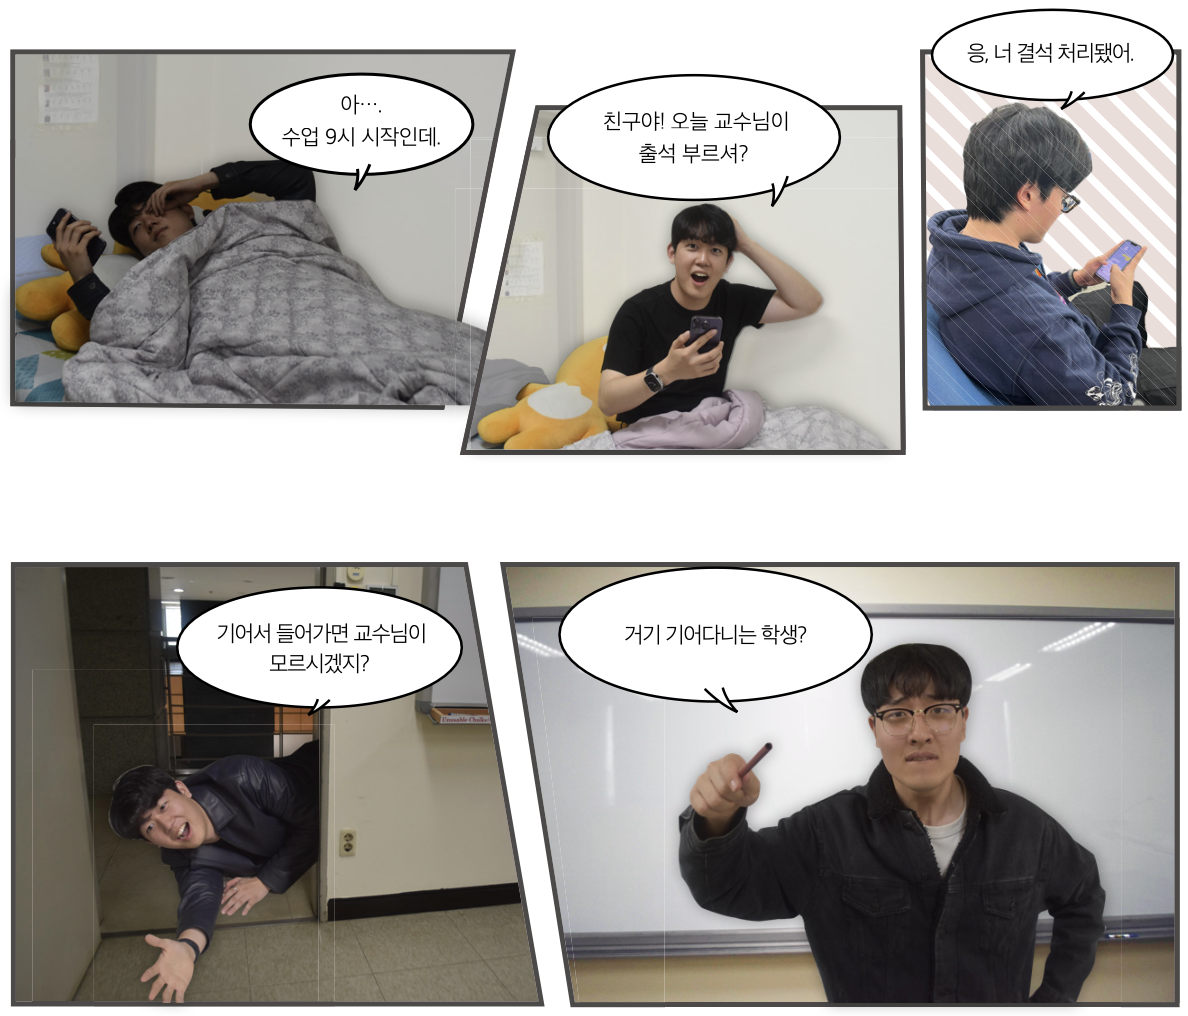 아….
수업 9시 시작인데.
친구야! 오늘 교수님이
출석 부르셔?
응, 너 결석 처리됐어.
기어서 들어가면 교수님이
모르시겠지?
거기 기어다니는 학생?